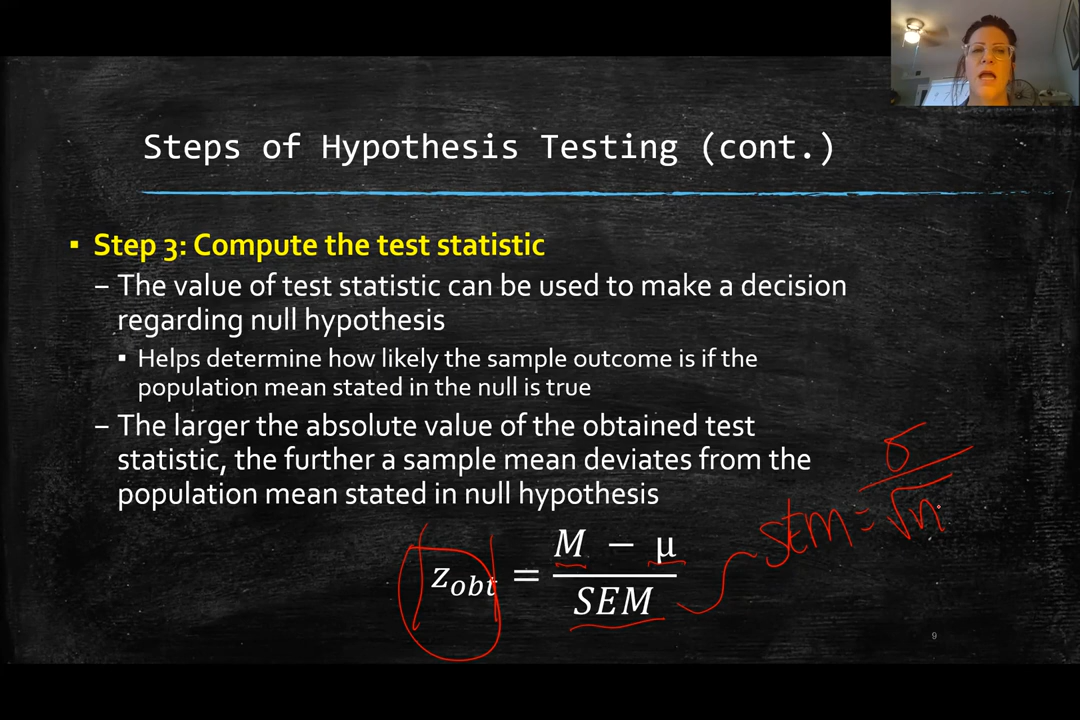 Steps of Hypothesis Testing (cont.)
▪ Step 3: Compute the test statistic
– The value of test statistic can be used to make a decision
regarding null hypothesis
▪ Helps determine how likely the sample outcome is if the
population mean stated in the null is true
– The larger the absolute value of the obtained test
statistic, the further a sample mean deviates from the
population mean stated in null hypothesis
z_obt = (M − μ) / SEM
SEM = σ / √n
9